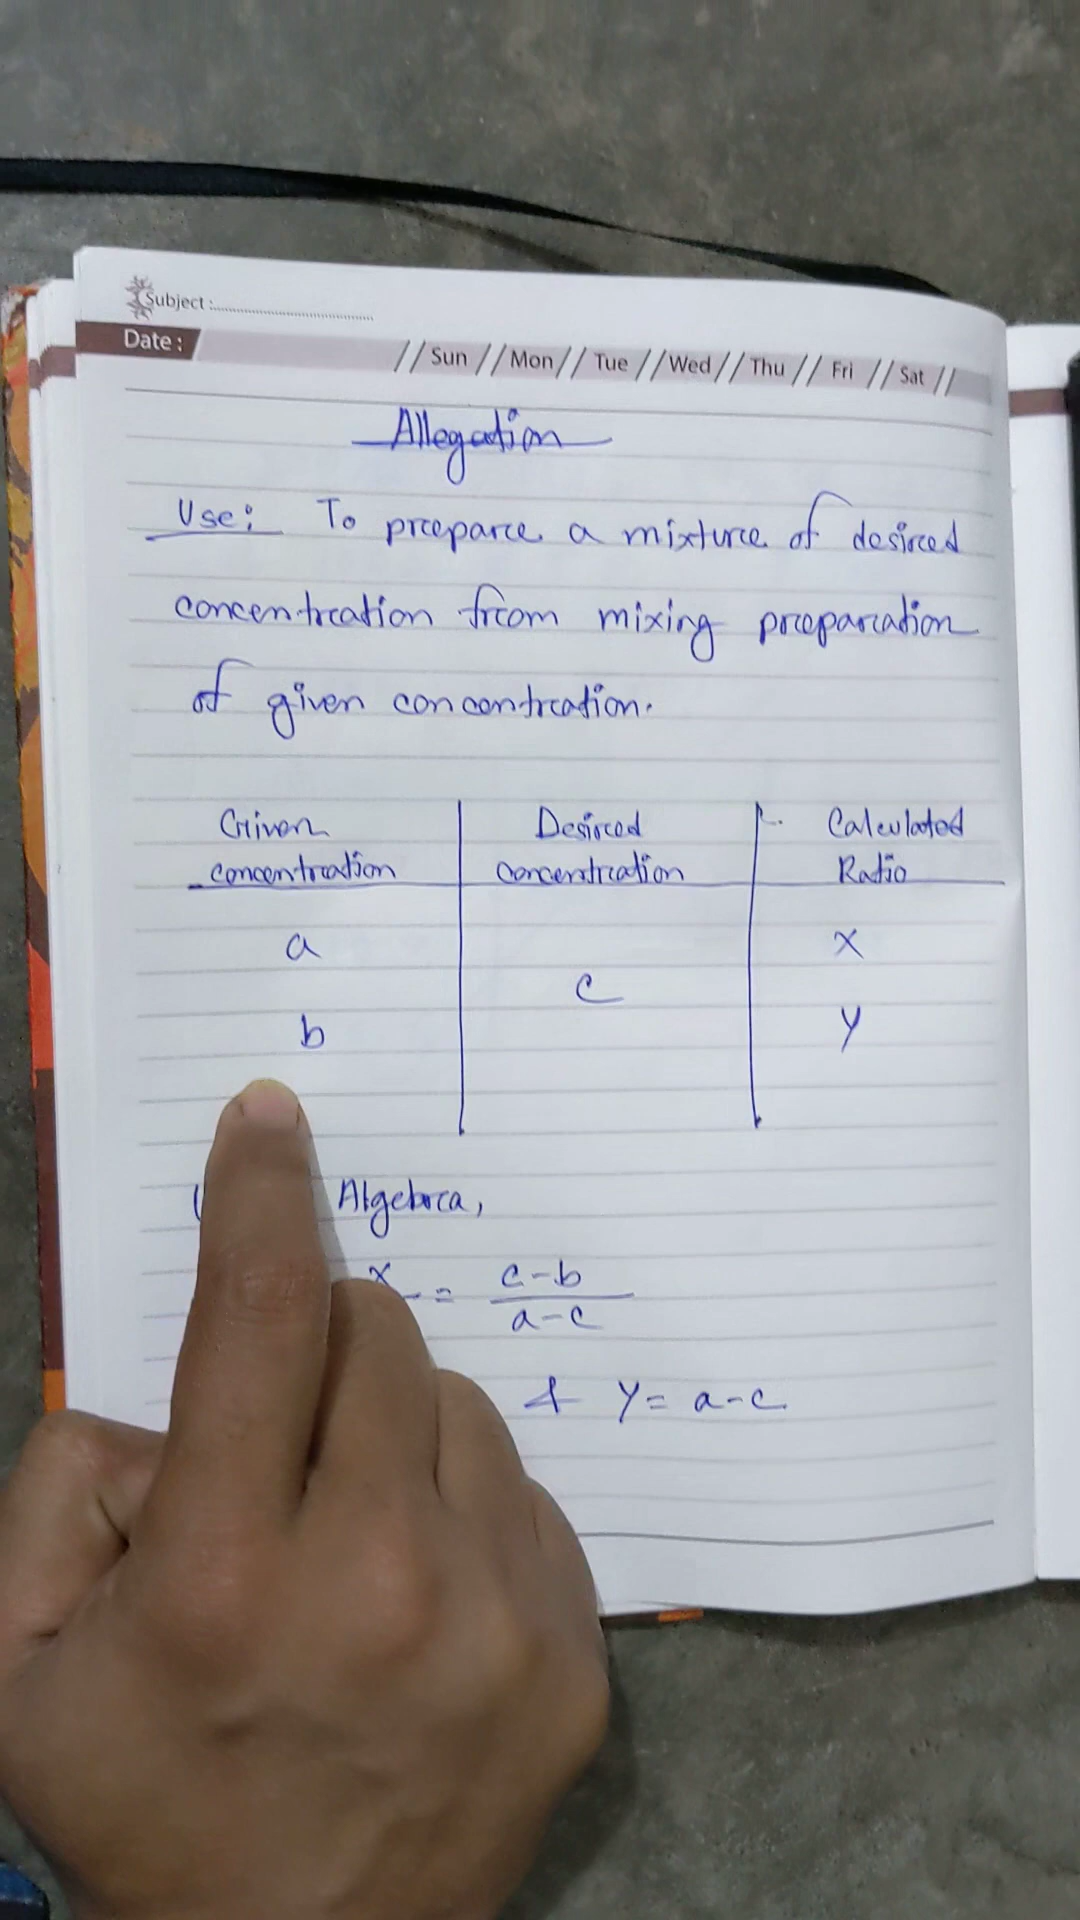 Subject :
Date :
// Sun // Mon // Tue // Wed // Thu // Fri // Sat //
Allegation
Use: To prepare a mixture of desired
concentration from mixing preparation
of given concentration.
Given Desired Calculated
concentration concentration Ratio
a x
c
b y
Algebra,
x = c-b
a-c
& y = a-c